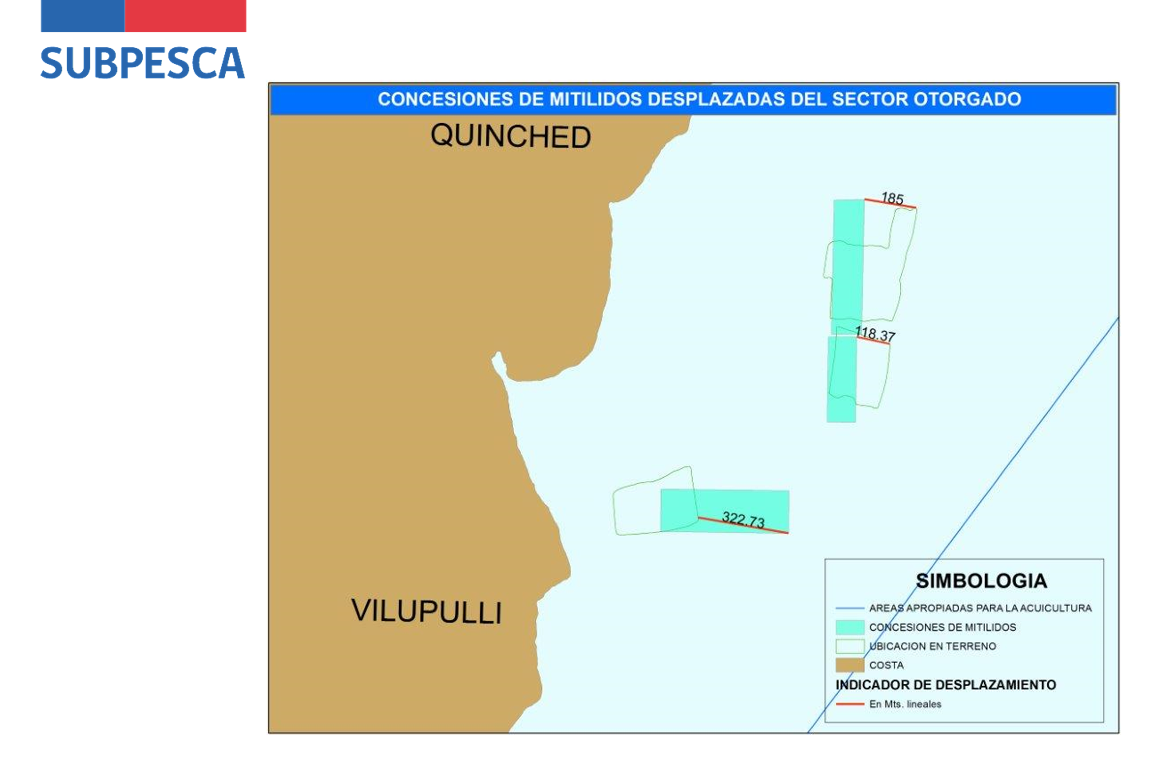 SUBPESCA
CONCESIONES DE MITILIDOS DESPLAZADAS DEL SECTOR OTORGADO
QUINCHED
185
118.37
322.73
VILUPULLI
SIMBOLOGIA
AREAS APROPIADAS PARA LA ACUICULTURA
CONCESIONES DE MITILIDOS
UBICACION EN TERRENO
COSTA
INDICADOR DE DESPLAZAMIENTO
En Mts. lineales